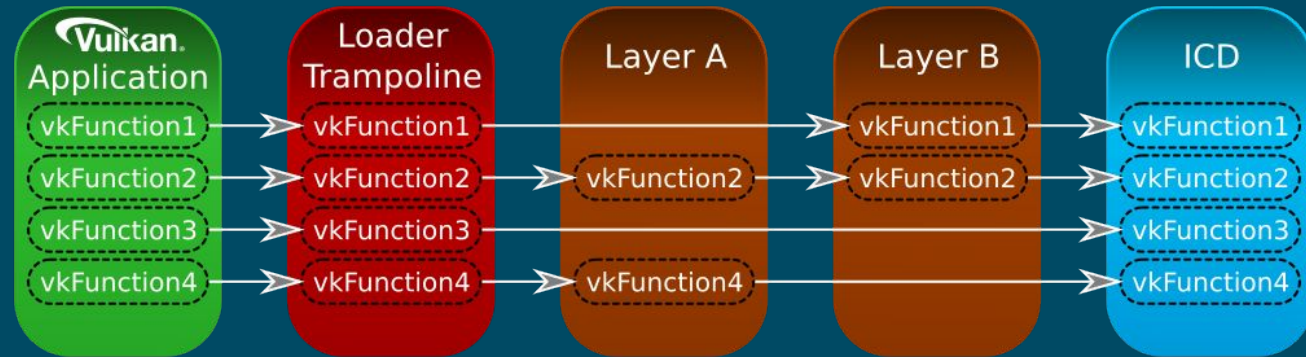 Vulkan.
Application
vkFunction1
vkFunction2
vkFunction3
vkFunction4
Loader
Trampoline
vkFunction1
vkFunction2
vkFunction3
vkFunction4
Layer A
vkFunction2
vkFunction4
Layer B
vkFunction1
vkFunction2
ICD
vkFunction1
vkFunction2
vkFunction3
vkFunction4